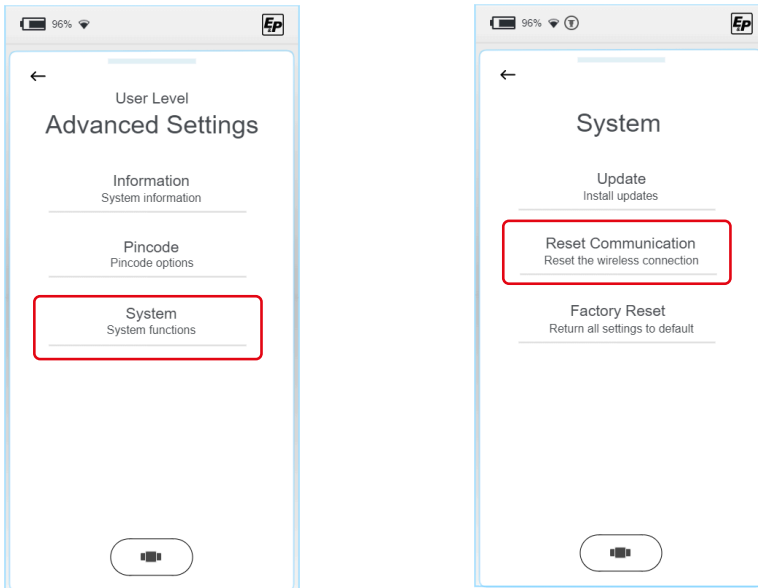 96%
EP
User Level
Advanced Settings
Information
System information
Pincode
Pincode options
System
System functions
96% T
EP
System
Update
Install updates
Reset Communication
Reset the wireless connection
Factory Reset
Return all settings to default